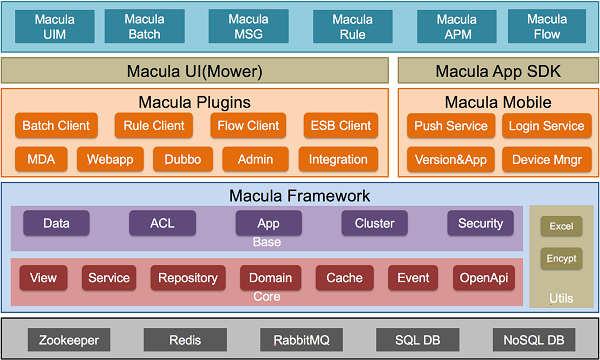 Macula UIM
Macula Batch
Macula MSG
Macula Rule
Macula APM
Macula Flow
Macula UI(Mower)
Macula App SDK
Macula Plugins
Batch Client
Rule Client
Flow Client
ESB Client
MDA
Webapp
Dubbo
Admin
Integration
Macula Mobile
Push Service
Login Service
Version&App
Device Mngr
Macula Framework
Data
ACL
App
Cluster
Security
Base
View
Service
Repository
Domain
Cache
Event
OpenApi
Core
Excel
Encypt
Utils
Zookeeper
Redis
RabbitMQ
SQL DB
NoSQL DB